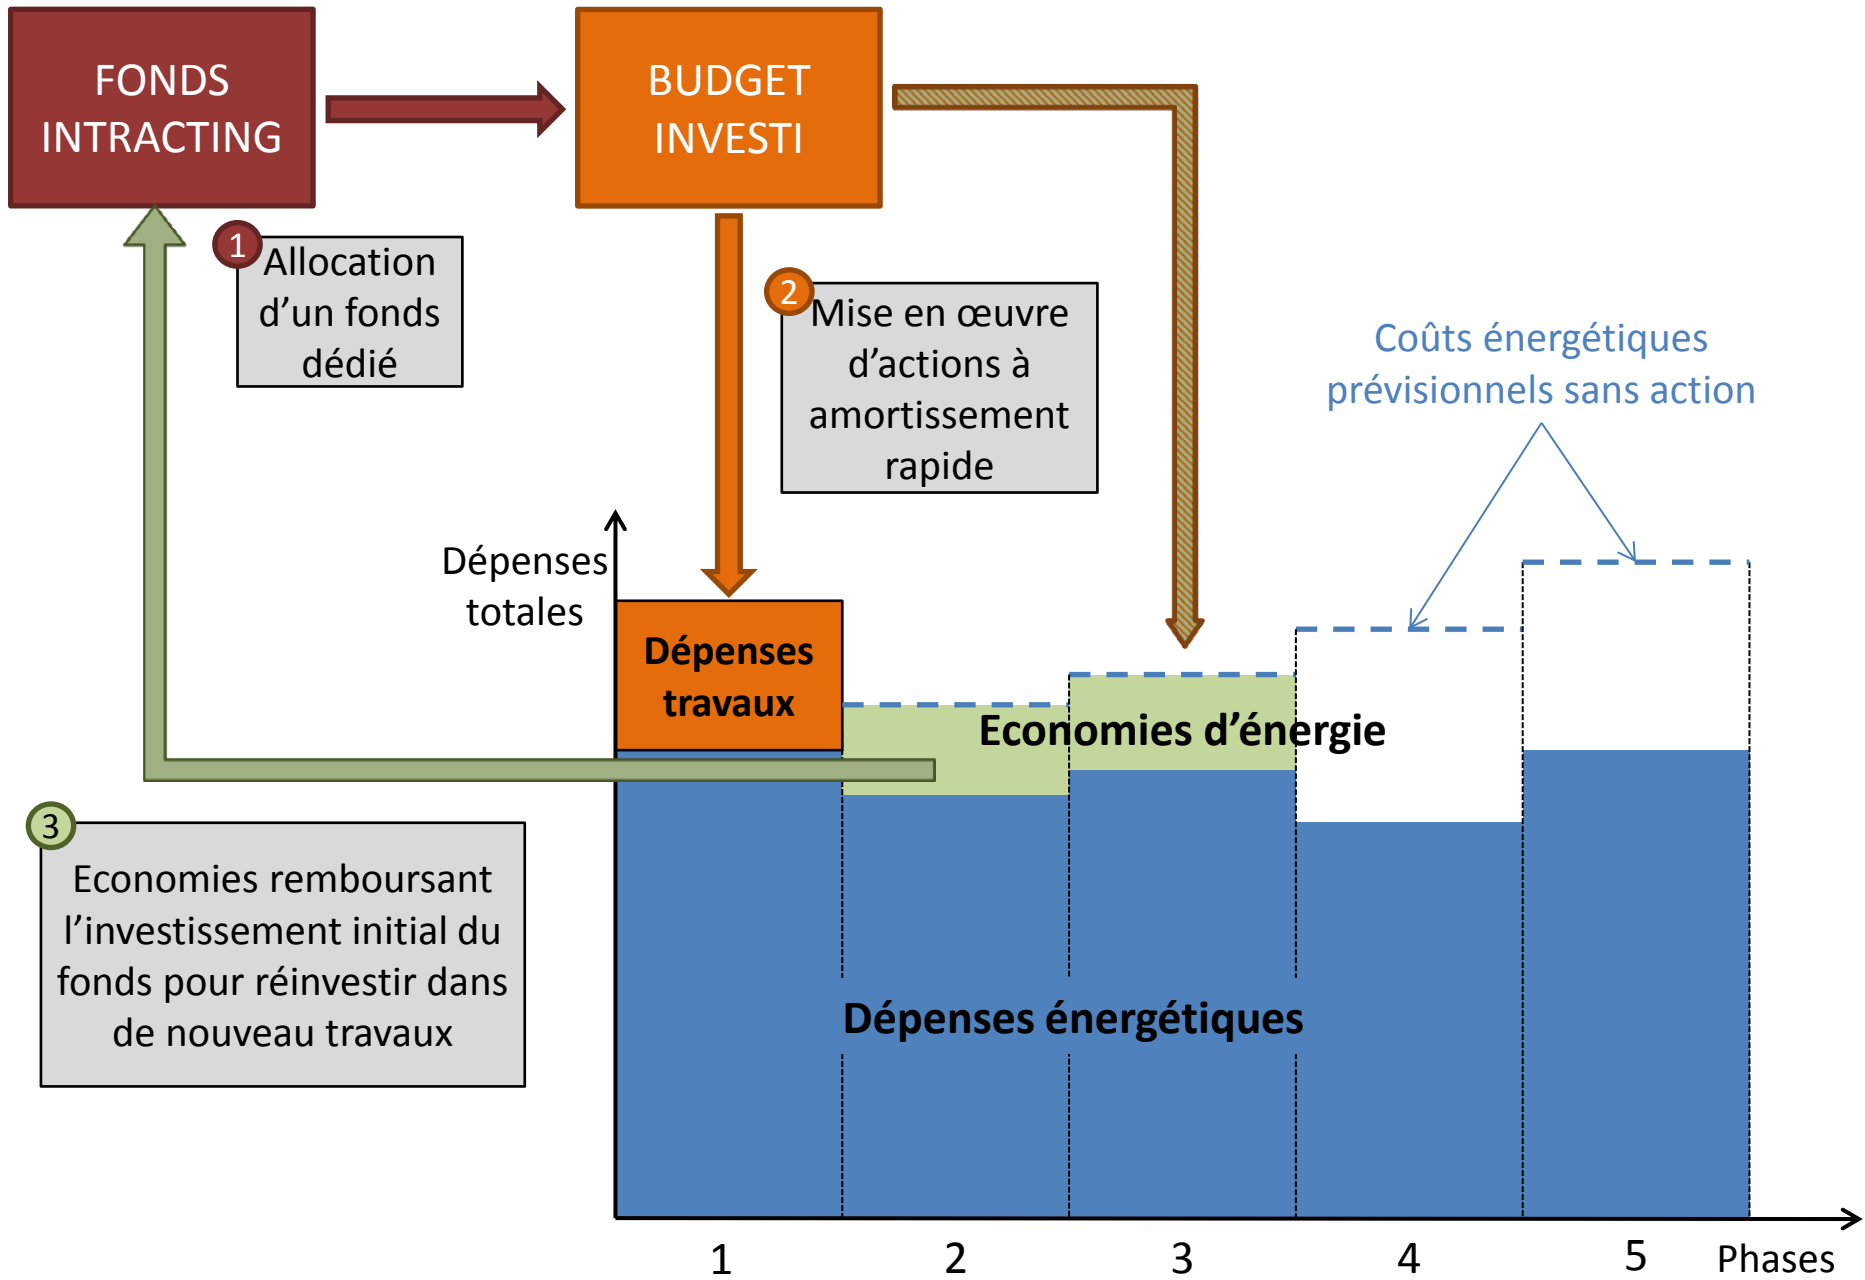 FONDS
INTRACTING
BUDGET
INVESTI
1
Allocation
d’un fonds
dédié
2
Mise en œuvre
d’actions à
amortissement
rapide
Coûts énergétiques
prévisionnels sans action
Dépenses
totales
Dépenses
travaux
Economies d’énergie
3
Economies remboursant
l’investissement initial du
fonds pour réinvestir dans
de nouveau travaux
Dépenses énergétiques
1 2 3 4 5 Phases